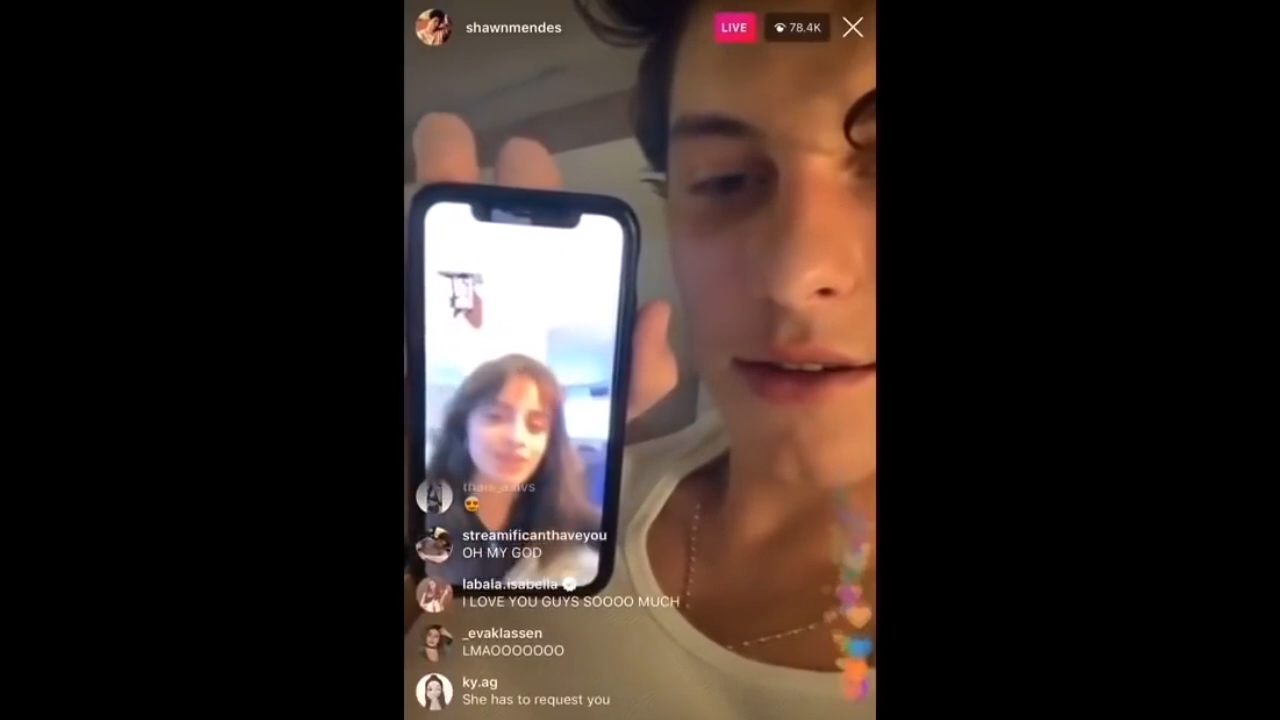 shawnmendes
LIVE
78.4K
😍
streamificanthaveyou
OH MY GOD
labala.isabella
I LOVE YOU GUYS SOOOO MUCH
_evaklassen
LMAOOOOOOO
ky.ag
She has to request you